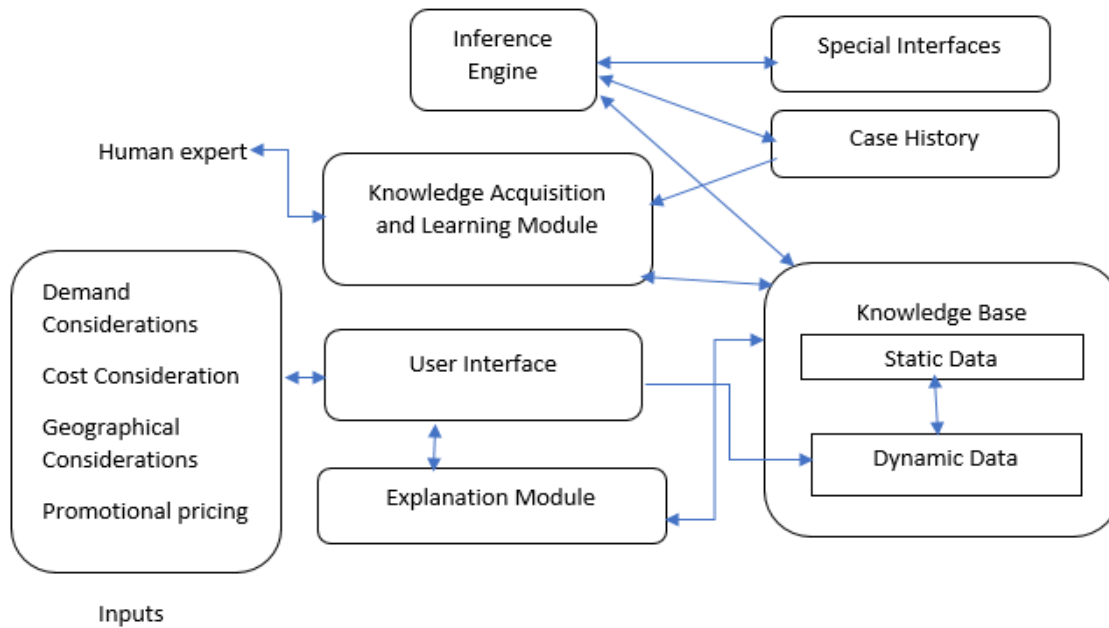 Inference
Engine
Special Interfaces
Case History
Human expert
Knowledge Acquisition
and Learning Module
Demand
Considerations
Cost Consideration
Geographical
Considerations
Promotional pricing
User Interface
Explanation Module
Knowledge Base
Static Data
Dynamic Data
Inputs